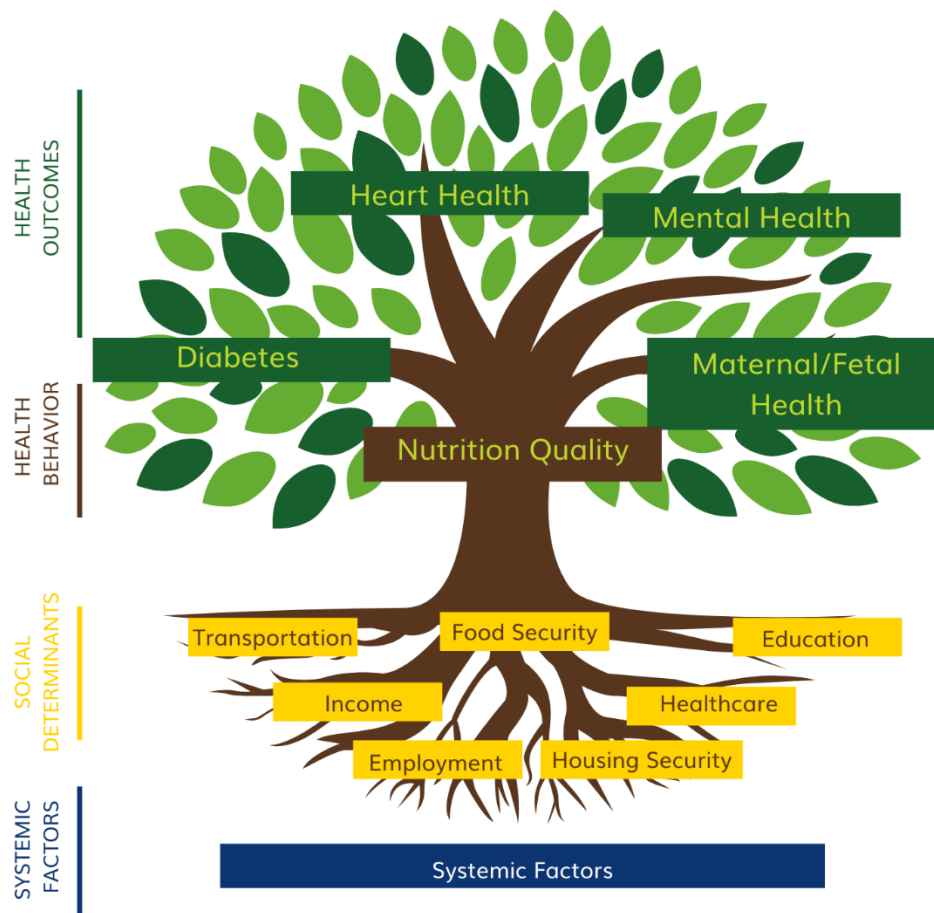 HEALTH
OUTCOMES
Heart Health
Mental Health
Diabetes
Maternal/Fetal
Health
HEALTH
BEHAVIOR
Nutrition Quality
SOCIAL
DETERMINANTS
Transportation
Food Security
Education
Income
Healthcare
Employment
Housing Security
SYSTEMIC
FACTORS
Systemic Factors